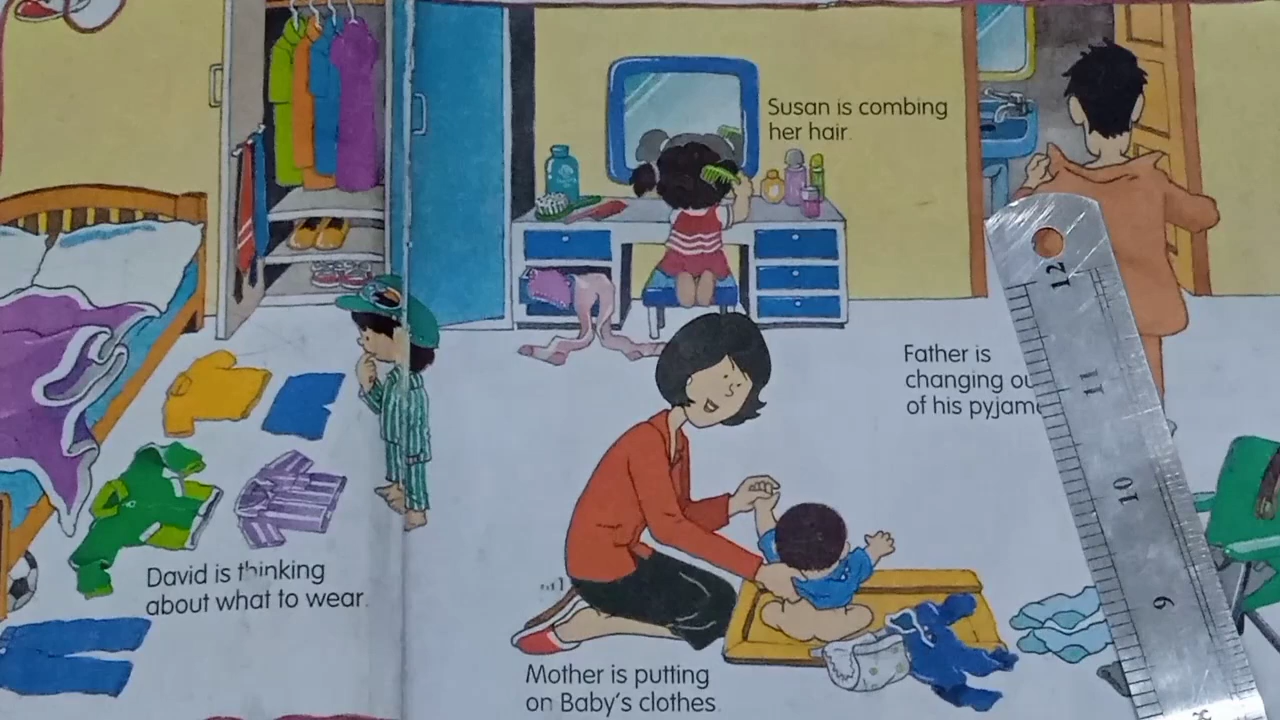 Susan is combing
her hair.
Father is
changing
of his
David is thinking
about what to wear.
Mother is putting
on Baby's clothes
12
11
10
9